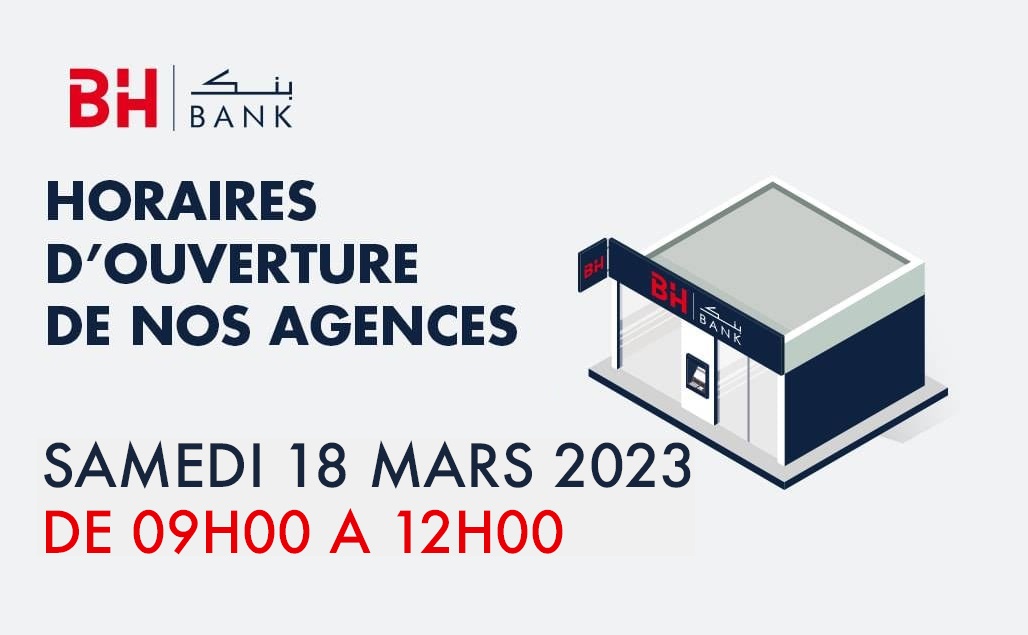 BH بنك
BANK
HORAIRES
D'OUVERTURE
DE NOS AGENCES
BH
BH بنك
BANK
SAMEDI 18 MARS 2023
DE 09H00 A 12H00